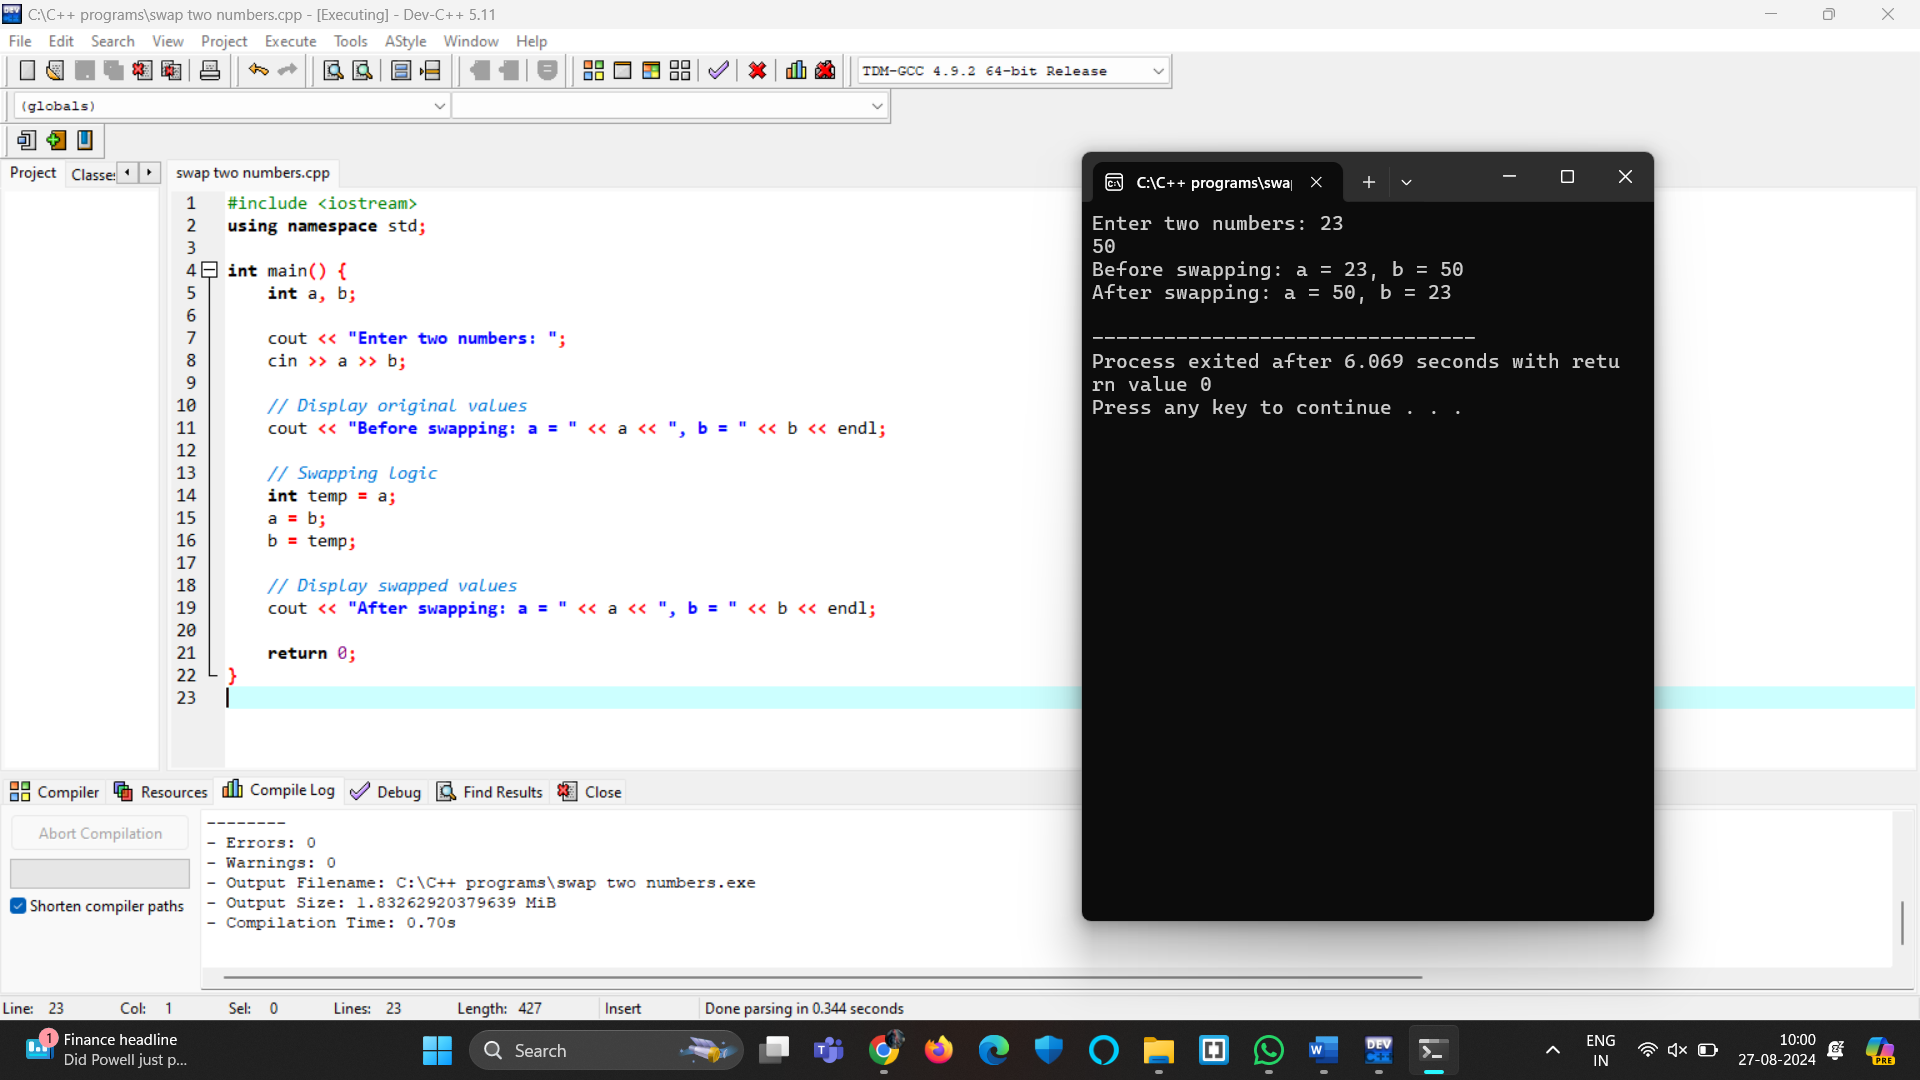 C:\C++ programs\swap two numbers.cpp - [Executing] - Dev-C++ 5.11
File Edit Search View Project Execute Tools AStyle Window Help
TDM-GCC 4.9.2 64-bit Release
(globals)
Project Classes swap two numbers.cpp
1 #include <iostream>
2 using namespace std;
3
4 int main() {
5 int a, b;
6
7 cout << "Enter two numbers: ";
8 cin >> a >> b;
9
10 // Display original values
11 cout << "Before swapping: a = " << a << ", b = " << b << endl;
12
13 // Swapping logic
14 int temp = a;
15 a = b;
16 b = temp;
17
18 // Display swapped values
19 cout << "After swapping: a = " << a << ", b = " << b << endl;
20
21 return 0;
22 }
23
C:\C++ programs\swa
Enter two numbers: 23
50
Before swapping: a = 23, b = 50
After swapping: a = 50, b = 23
--------------------------------
Process exited after 6.069 seconds with retu
rn value 0
Press any key to continue . . .
Compiler Resources Compile Log Debug Find Results Close
Abort Compilation
Shorten compiler paths
--------
- Errors: 0
- Warnings: 0
- Output Filename: C:\C++ programs\swap two numbers.exe
- Output Size: 1.83262920379639 MiB
- Compilation Time: 0.70s
Line: 23 Col: 1 Sel: 0 Lines: 23 Length: 427 Insert Done parsing in 0.344 seconds
1
Finance headline
Did Powell just p...
Search
DEV
ENG
IN
10:00
27-08-2024
PRE